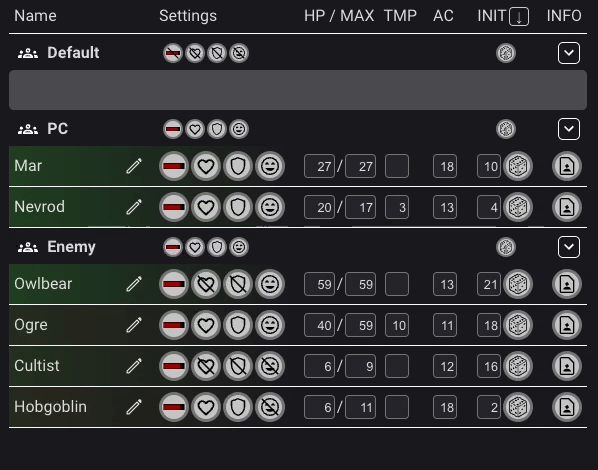 Name Settings HP / MAX TMP AC INIT ↓ INFO
Default
PC
Mar 27 / 27 18 10
Nevrod 20 / 17 3 13 4
Enemy
Owlbear 59 / 59 13 21
Ogre 40 / 59 10 11 18
Cultist 6 / 9 12 16
Hobgoblin 6 / 11 18 2